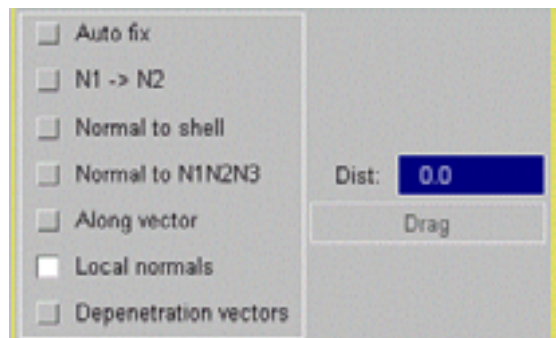 Auto fix
N1 -> N2
Normal to shell
Normal to N1N2N3
Dist: 0.0
Along vector
Drag
Local normals
Depenetration vectors